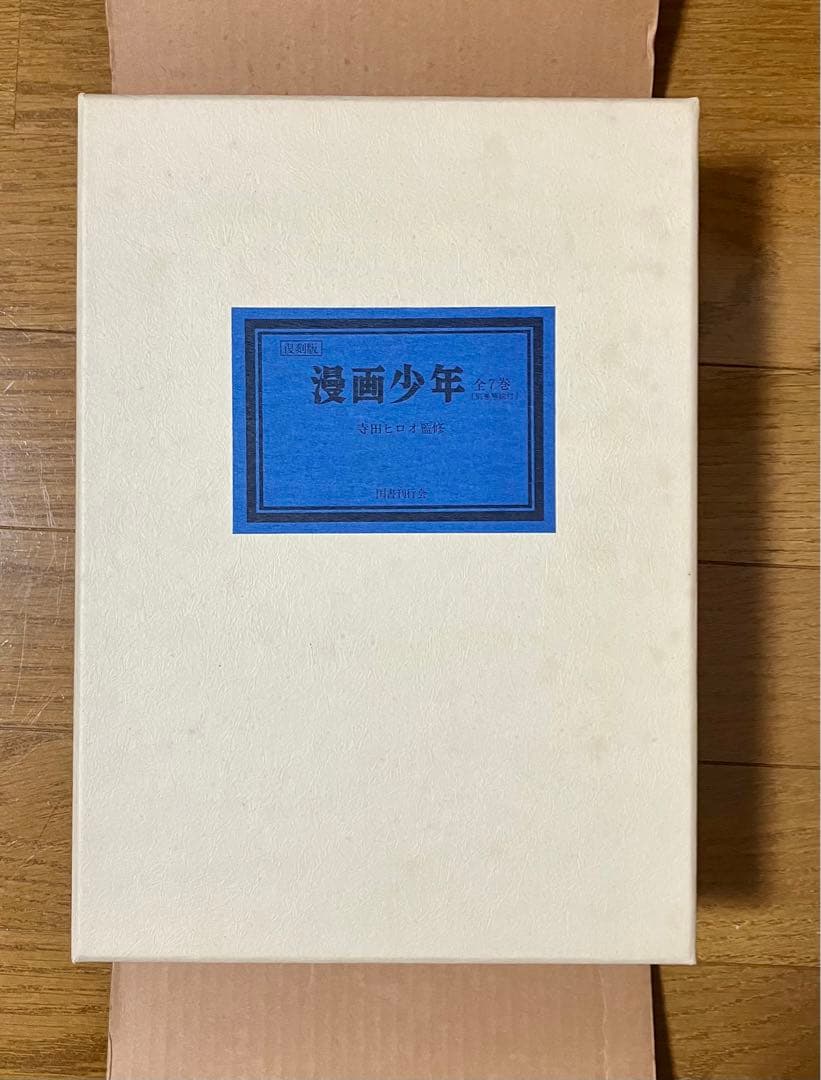 復刻版
漫画少年 全7巻
寺田ヒロオ監修
国書刊行会